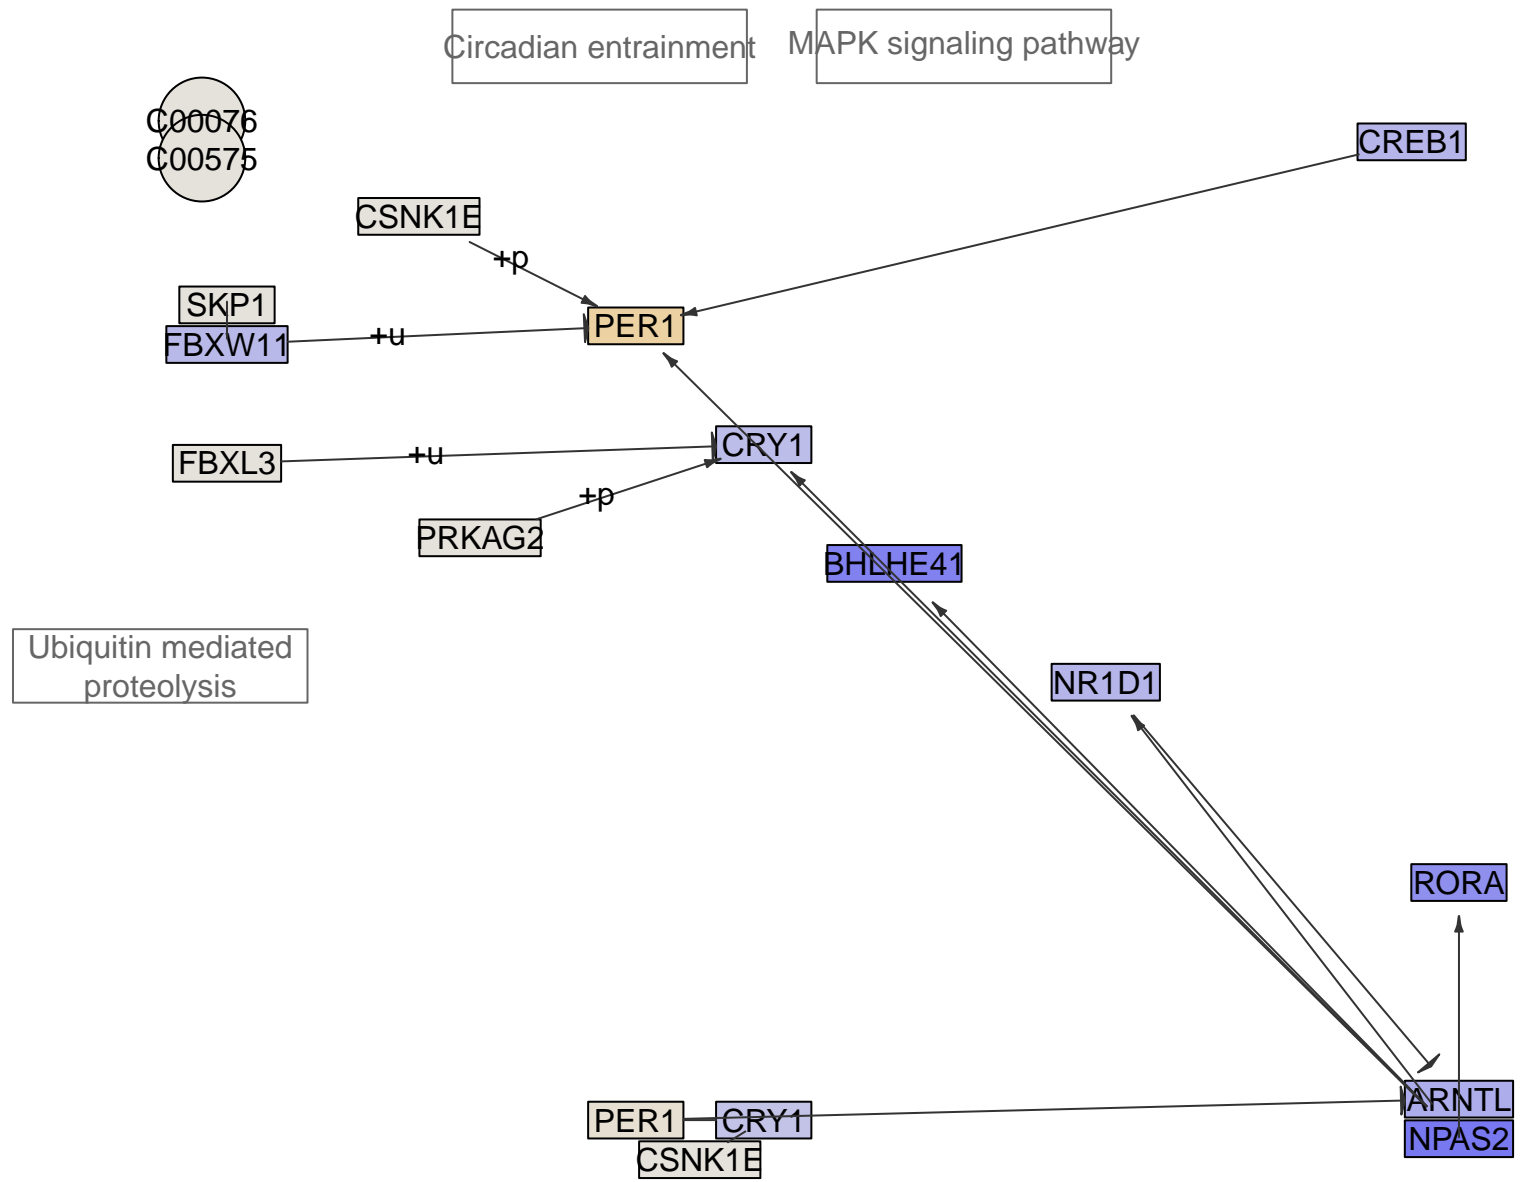 Circadian entrainment
MAPK signaling pathway
C00076
CREB1
C00575
CSNK1E
+p
SKP1
PER1
FBXW11
+u
CRY1
FBXL3
+u
+p
PRKAG2
BHLHE41
Ubiquitin mediated
proteolysis
NR1D1
RORA
ARNTL
PER1
CRY1
NPAS2
CSNK1E